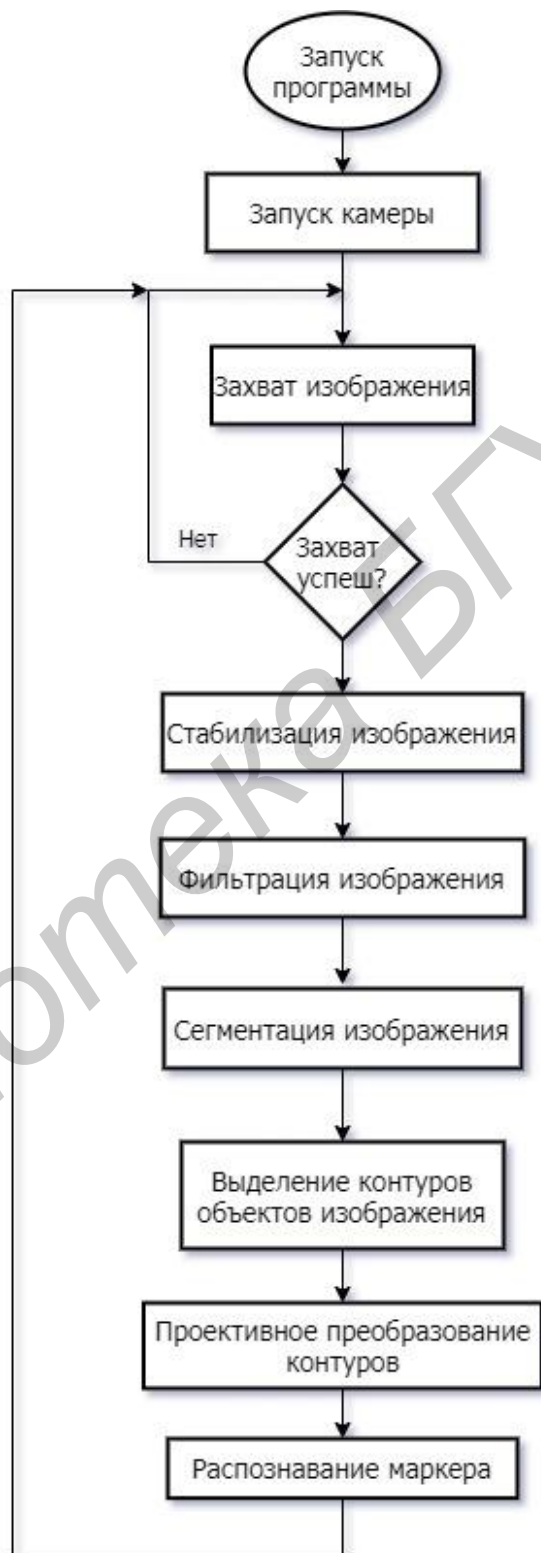 Запуск
программы
Запуск камеры
Захват изображения
Нет
Захват
успеш?
Стабилизация изображения
Фильтрация изображения
Сегментация изображения
Выделение контуров
объектов изображения
Проективное преобразование
контуров
Распознавание маркера